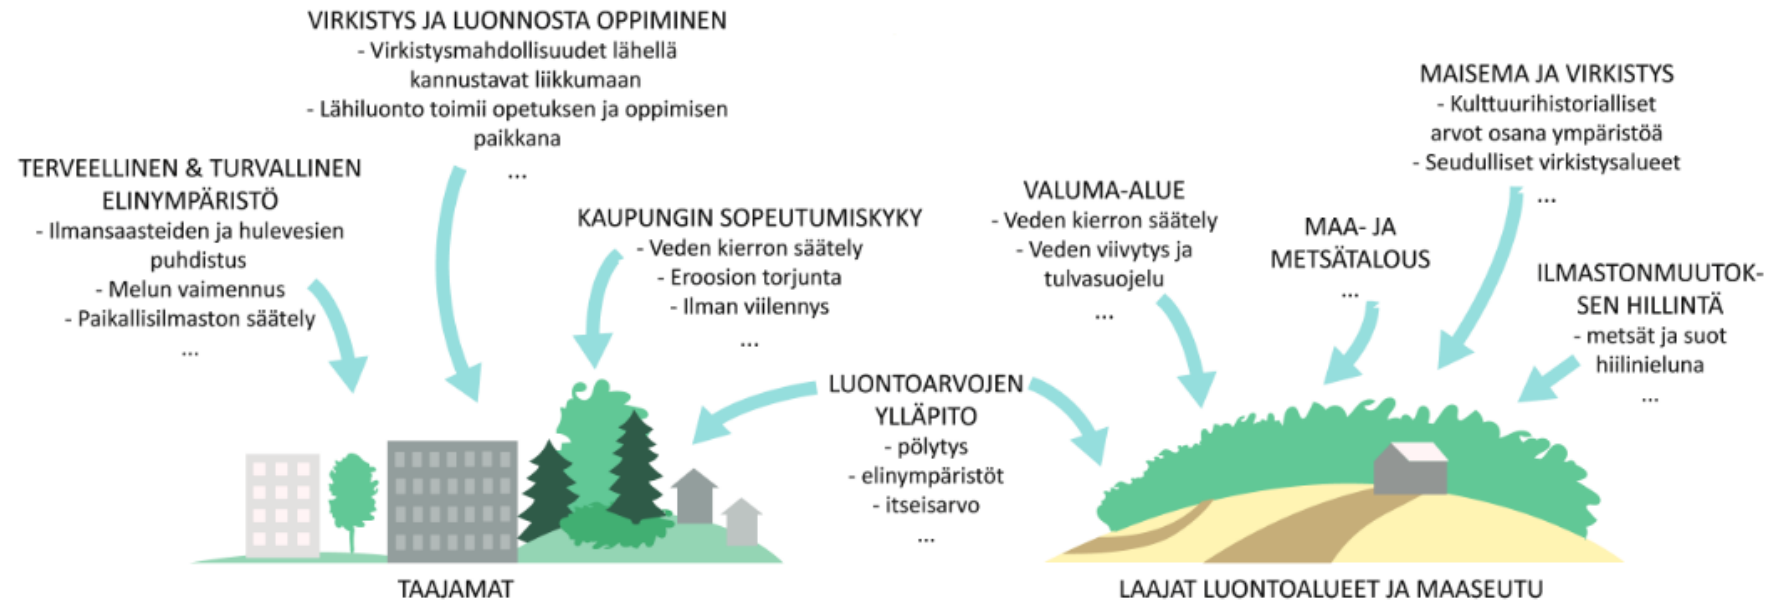 VIRKISTYS JA LUONNOSTA OPPIMINEN
- Virkistysmahdollisuudet lähellä
kannustavat liikkumaan
- Lähiluonto toimii opetuksen ja oppimisen
paikkana
...
TERVEELLINEN & TURVALLINEN
ELINYMPÄRISTÖ
- Ilmansaasteiden ja hulevesien
puhdistus
- Melun vaimennus
- Paikallisilmaston säätely
...
KAUPUNGIN SOPEUTUMISKYKY
- Veden kierron säätely
- Eroosion torjunta
- Ilman viilennys
...
LUONTOARVOJEN
YLLÄPITO
- pölytys
- elinympäristöt
- itseisarvo
...
VALUMA-ALUE
- Veden kierron säätely
- Veden viivytys ja
tulvasuojelu
...
MAA- JA
METSÄTALOUS
...
MAISEMA JA VIRKISTYS
- Kulttuurihistorialliset
arvot osana ympäristöä
- Seudulliset virkistysalueet
...
ILMASTONMUUTOK-
SEN HILLINTÄ
- metsät ja suot
hiilinieluna
...
TAAJAMAT
LAAJAT LUONTOALUEET JA MAASEUTU